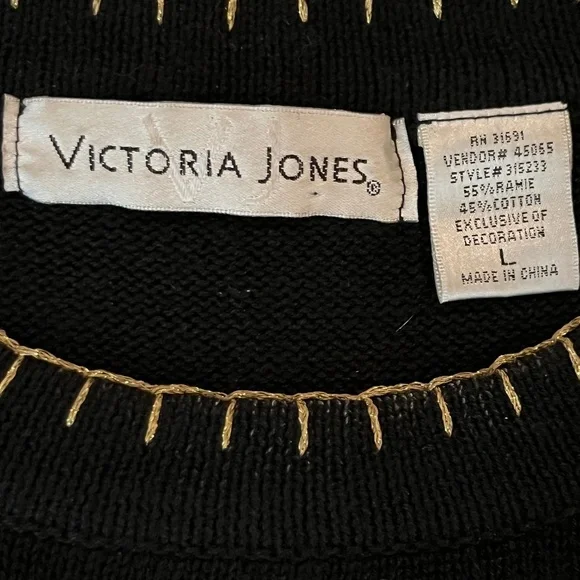 VICTORIA JONES®
RN 31691
VENDOR# 45065
STYLE# 315233
55% RAMIE
45% COTTON
EXCLUSIVE OF
DECORATION
L
MADE IN CHINA